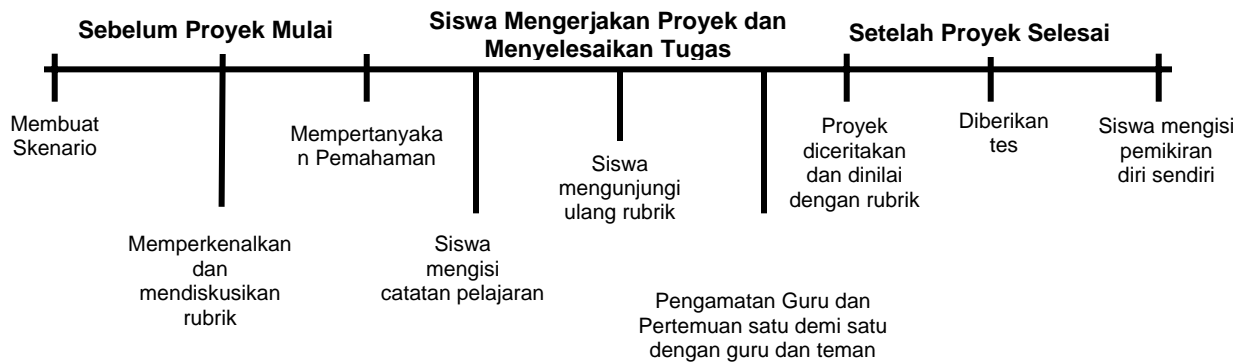 Sebelum Proyek Mulai
Siswa Mengerjakan Proyek dan
Menyelesaikan Tugas
Setelah Proyek Selesai
Membuat
Skenario
Memperkenalkan
dan
mendiskusikan
rubrik
Mempertanyaka
n Pemahaman
Siswa
mengisi
catatan pelajaran
Siswa
mengunjungi
ulang rubrik
Pengamatan Guru dan
Pertemuan satu demi satu
dengan guru dan teman
Proyek
diceritakan
dan dinilai
dengan rubrik
Diberikan
tes
Siswa mengisi
pemikiran
diri sendiri